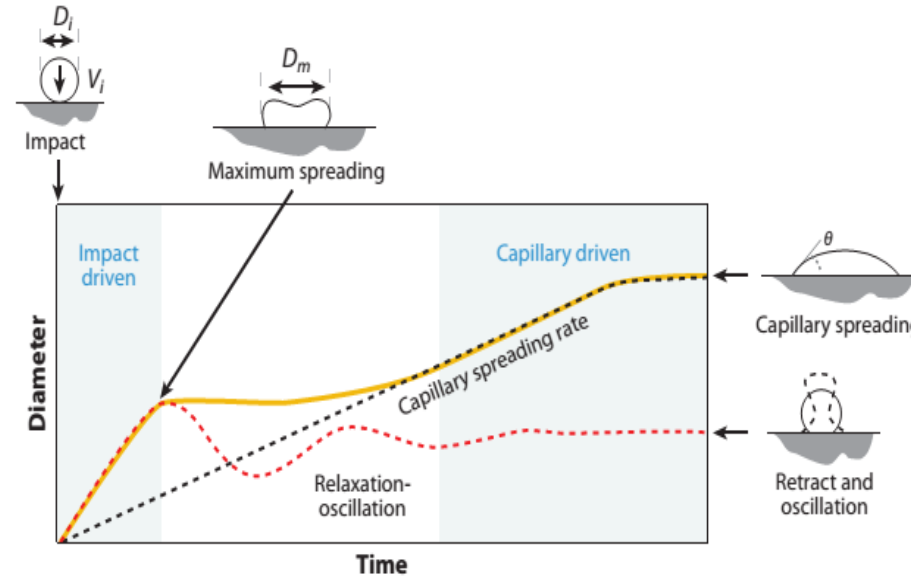 Dᵢ
Vᵢ
Impact
Dₘ
Maximum spreading
Impact
driven
Capillary driven
θ
Capillary spreading
Capillary spreading rate
Relaxation-
oscillation
Retract and
oscillation
Diameter
Time